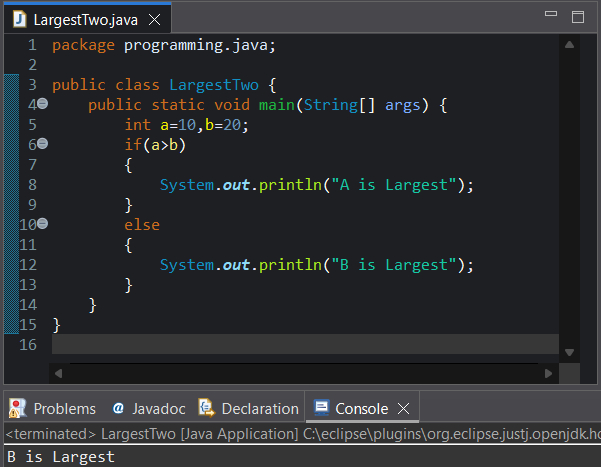 LargestTwo.java
1 package programming.java;
2
3 public class LargestTwo {
4 public static void main(String[] args) {
5 int a=10,b=20;
6 if(a>b)
7 {
8 System.out.println("A is Largest");
9 }
10 else
11 {
12 System.out.println("B is Largest");
13 }
14 }
15 }
16
Problems @ Javadoc Declaration Console
<terminated> LargestTwo [Java Application] C:\eclipse\plugins\org.eclipse.justj.openjdk.ho
B is Largest